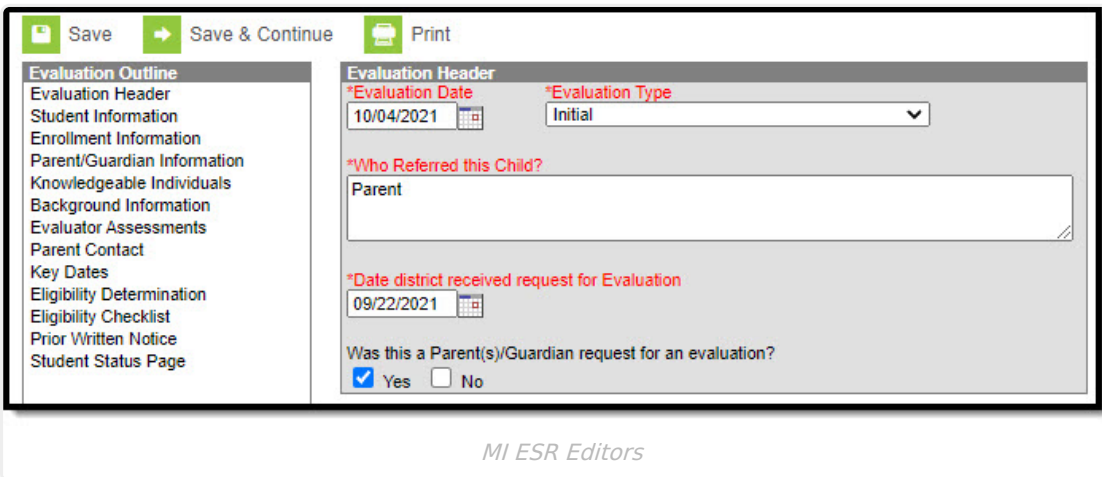 Save Save & Continue Print
Evaluation Outline
Evaluation Header
Student Information
Enrollment Information
Parent/Guardian Information
Knowledgeable Individuals
Background Information
Evaluator Assessments
Parent Contact
Key Dates
Eligibility Determination
Eligibility Checklist
Prior Written Notice
Student Status Page
Evaluation Header
*Evaluation Date *Evaluation Type
10/04/2021 Initial
*Who Referred this Child?
Parent
*Date district received request for Evaluation
09/22/2021
Was this a Parent(s)/Guardian request for an evaluation?
Yes No
MI ESR Editors